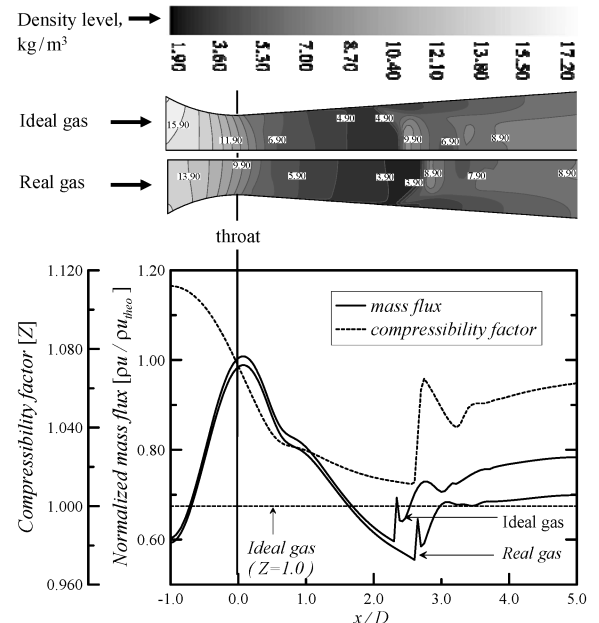 Density level,
kg/m³
1.90 3.60 5.30 7.00 8.70 10.40 12.10 13.80 15.50 17.20
Ideal gas
15.90 11.90 6.90 4.90 4.90 9.90 6.90 8.90
Real gas
13.90 9.90 5.90 3.90 3.90 8.90 7.90 8.90
throat
Compressibility factor [Z]
1.120
1.080
1.040
1.000
0.960
Normalized mass flux [ρu / ρu_theo]
1.20
1.00
0.80
0.60
mass flux
compressibility factor
Ideal gas
(Z=1.0)
Ideal gas
Real gas
-1.0 0.0 1.0 2.0 3.0 4.0 5.0
x/D